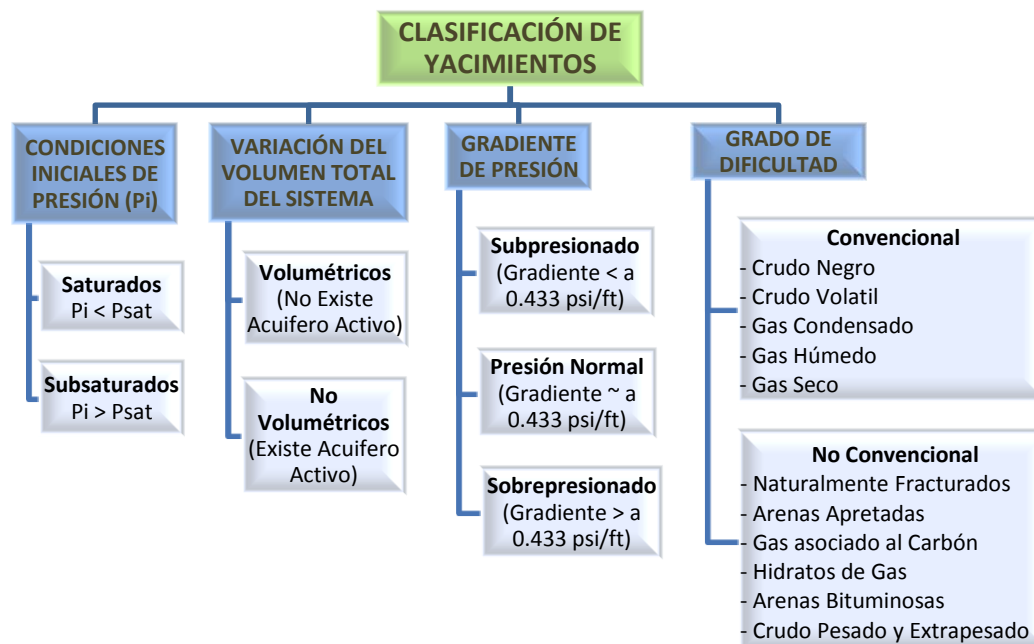 CLASIFICACIÓN DE
YACIMIENTOS
CONDICIONES
INICIALES DE
PRESIÓN (Pi)
Saturados
Pi < Psat
Subsaturados
Pi > Psat
VARIACIÓN DEL
VOLUMEN TOTAL
DEL SISTEMA
Volumétricos
(No Existe
Acuifero Activo)
No
Volumétricos
(Existe Acuifero
Activo)
GRADIENTE
DE PRESIÓN
Subpresionado
(Gradiente < a
0.433 psi/ft)
Presión Normal
(Gradiente ~ a
0.433 psi/ft)
Sobrepresionado
(Gradiente > a
0.433 psi/ft)
GRADO DE
DIFICULTAD
Convencional
- Crudo Negro
- Crudo Volatil
- Gas Condensado
- Gas Húmedo
- Gas Seco
No Convencional
- Naturalmente Fracturados
- Arenas Apretadas
- Gas asociado al Carbón
- Hidratos de Gas
- Arenas Bituminosas
- Crudo Pesado y Extrapesado